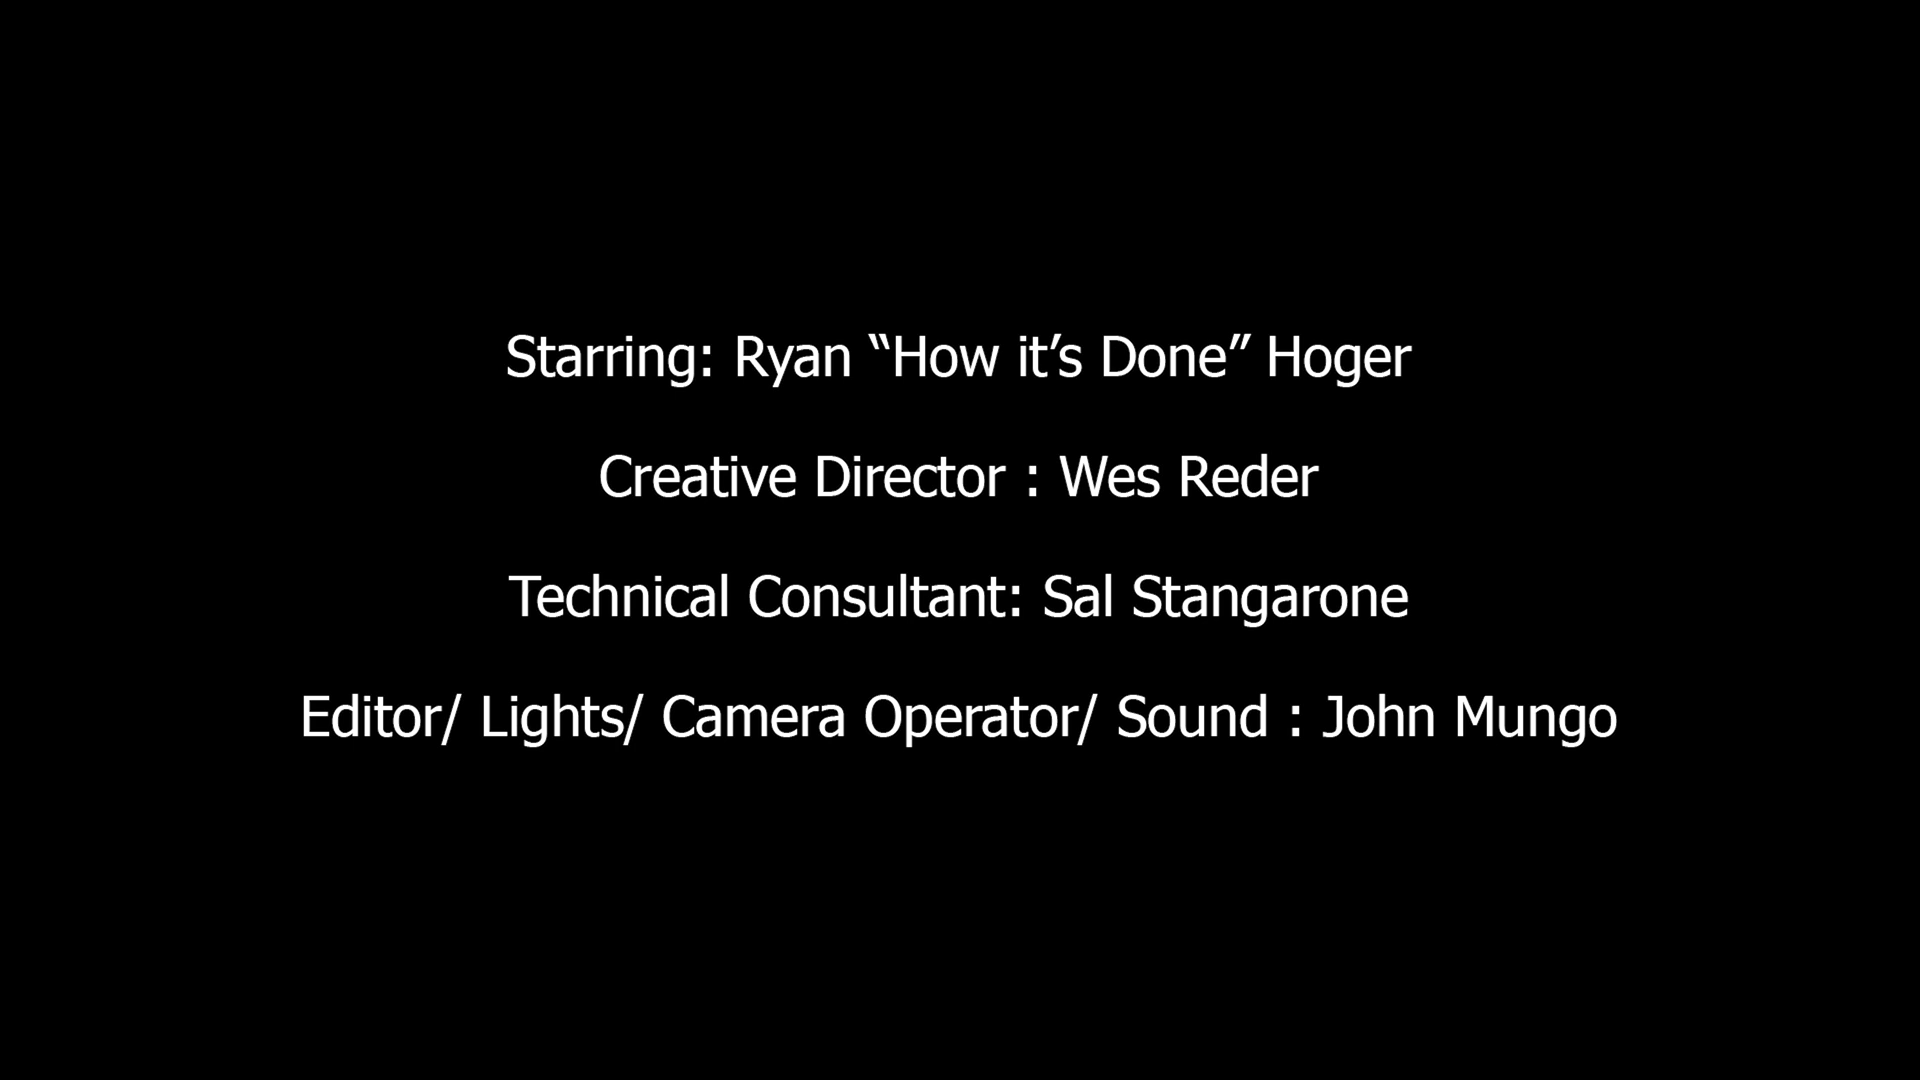 Starring: Ryan “How it’s Done” Hoger
Creative Director : Wes Reder
Technical Consultant: Sal Stangarone
Editor/ Lights/ Camera Operator/ Sound : John Mungo